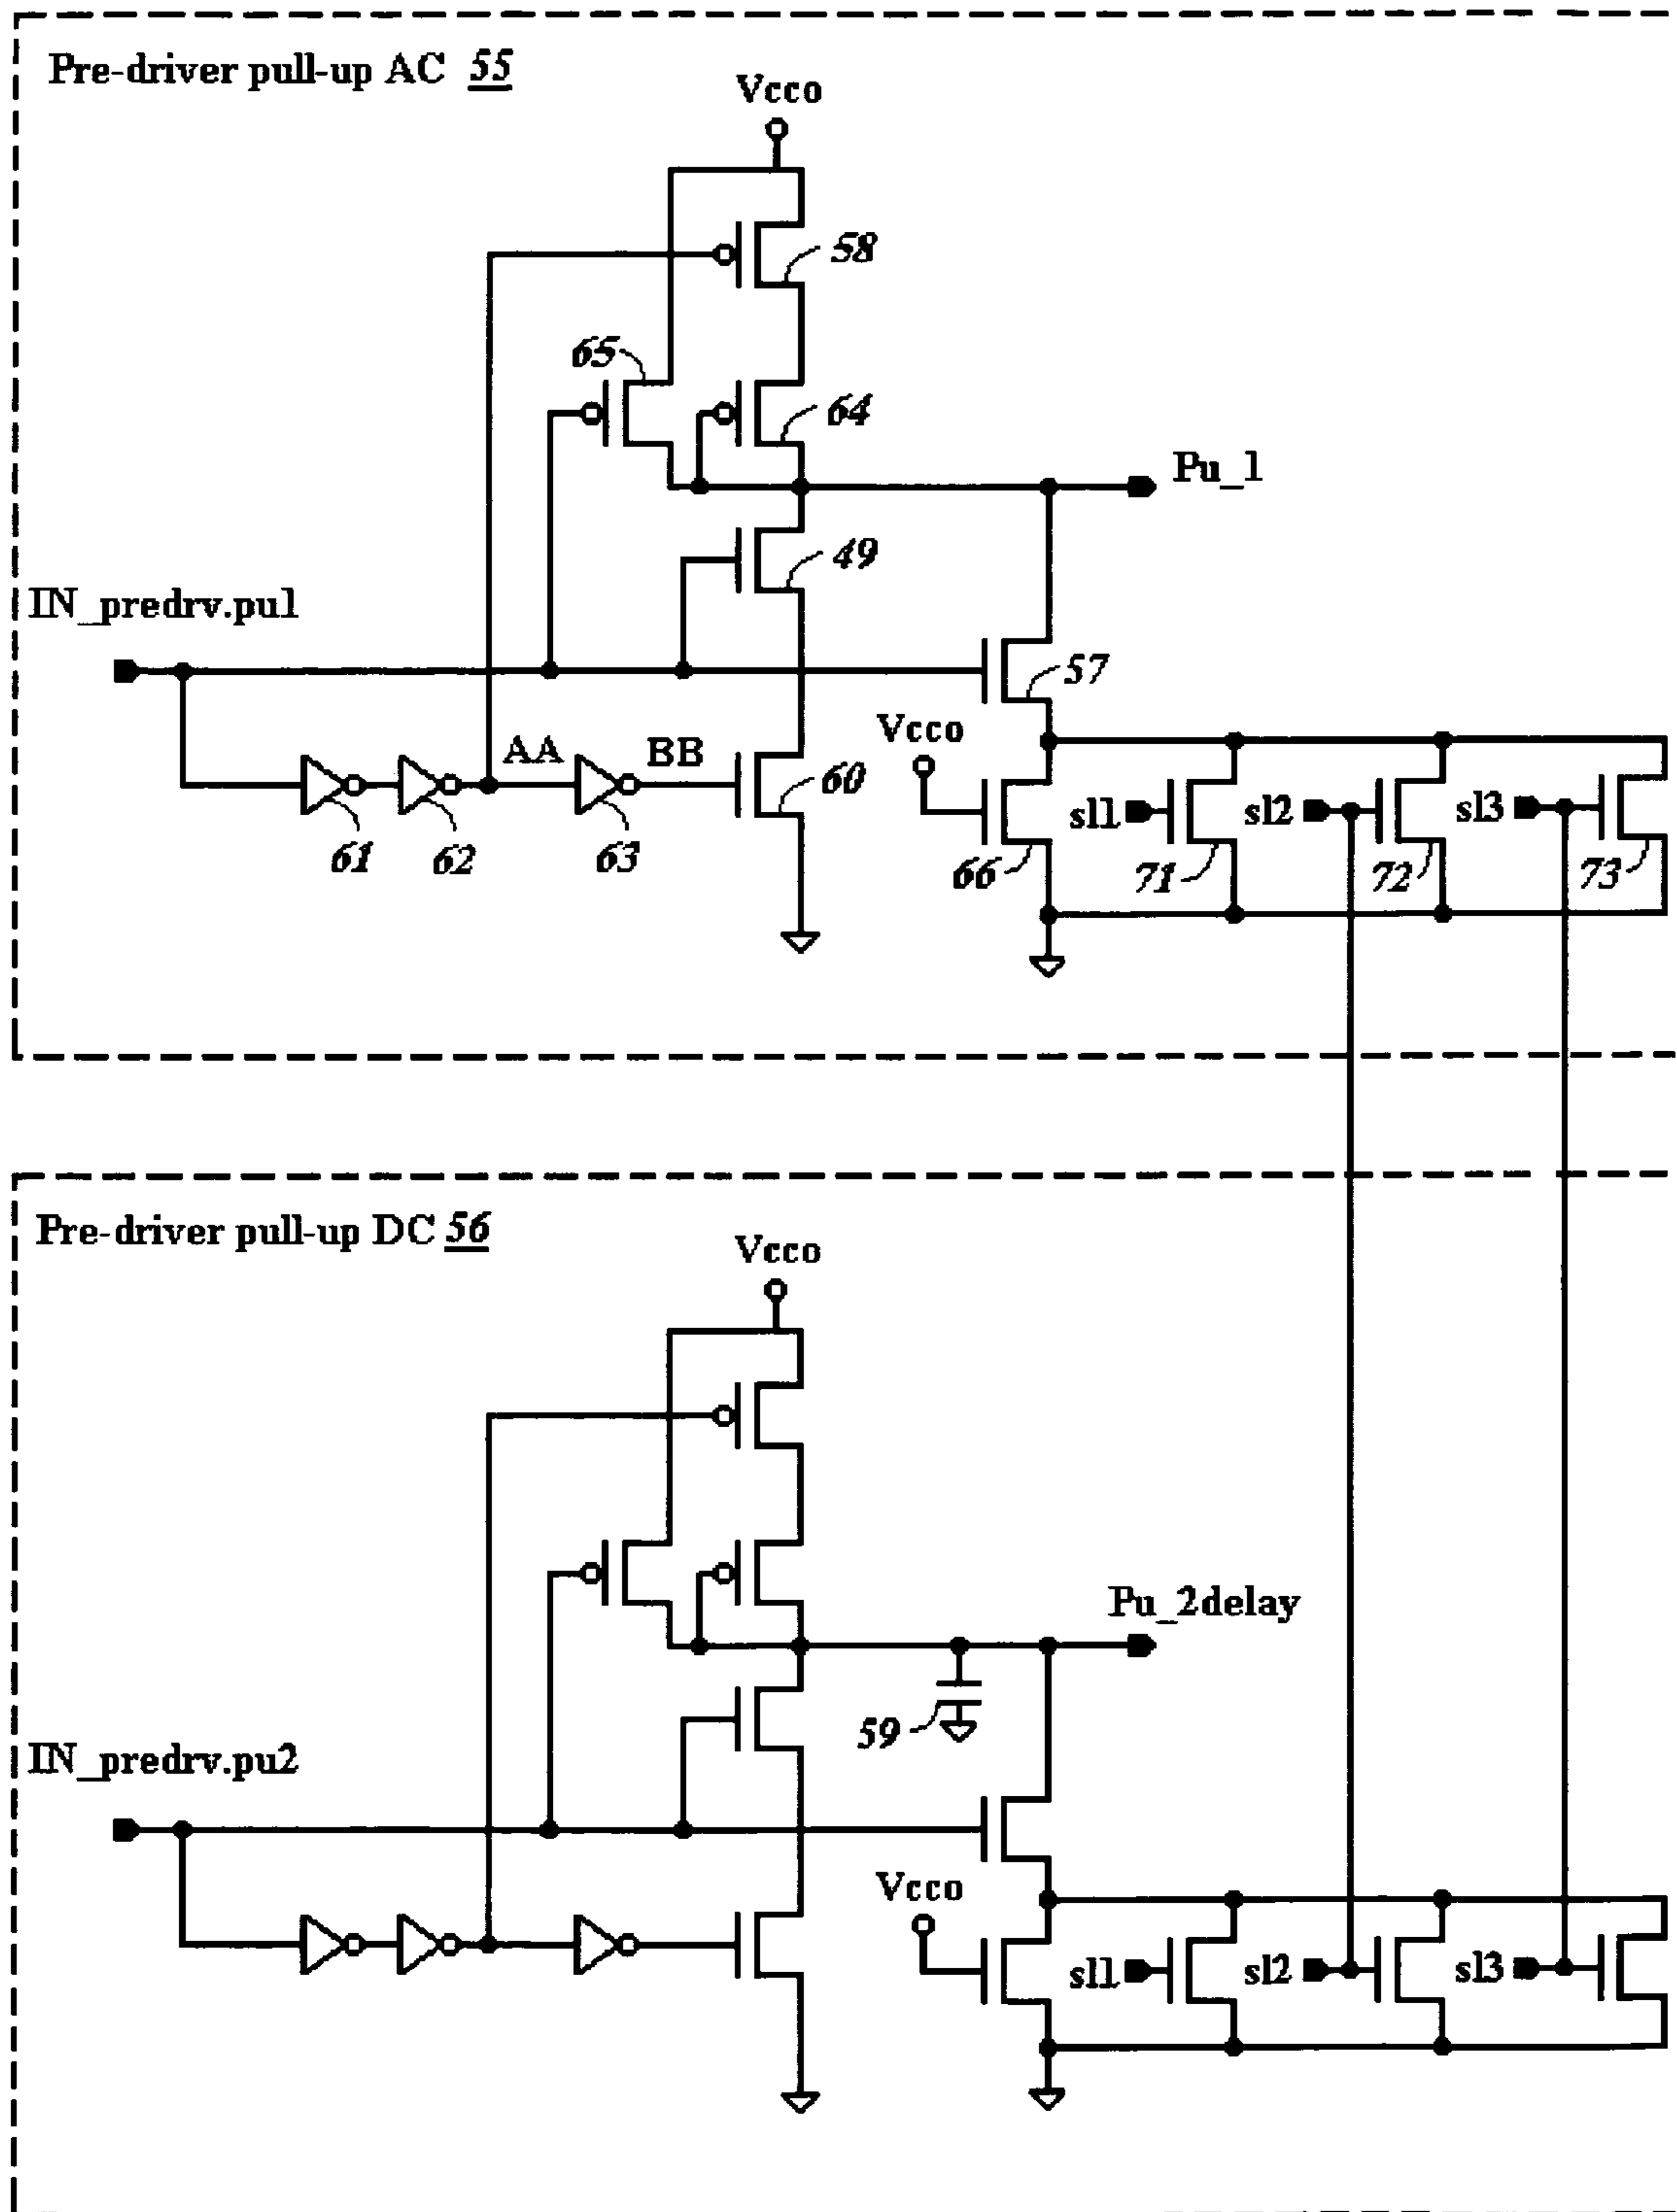 Pre-driver pull-up AC 55
Vcco
58
65
64
Pu_1
49
IN_predrv.pu1
57
Vcco
AA
BB
60
sl1
sl2
sl3
61
62
63
66
71
72
73
Pre-driver pull-up DC 56
Vcco
Pu_2delay
59
IN_predrv.pu2
Vcco
sl1
sl2
sl3